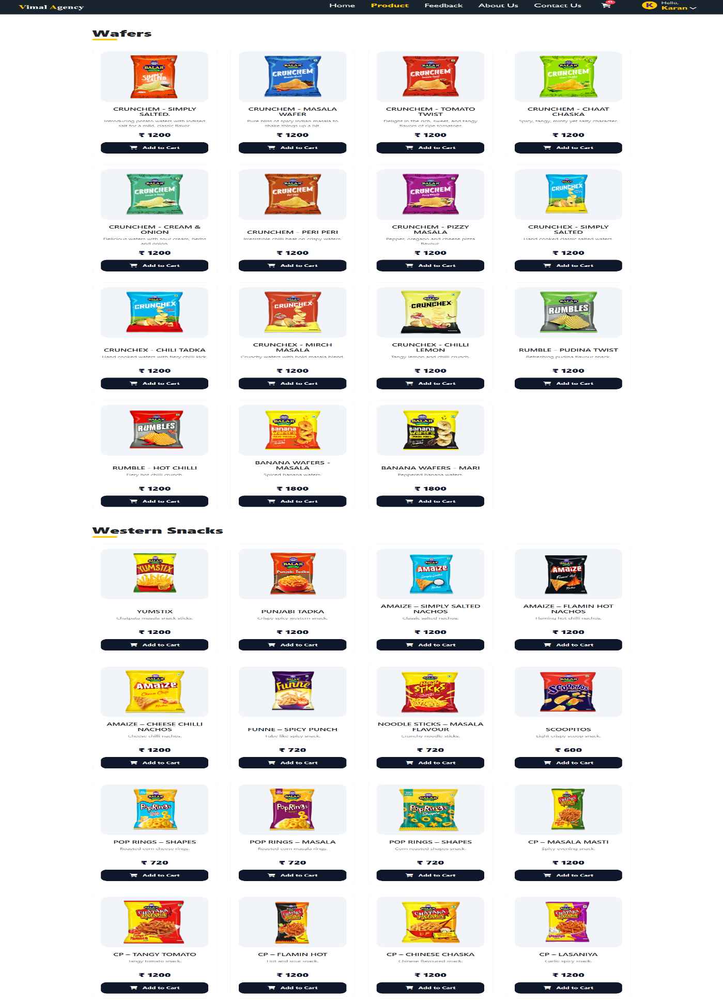 Vimal Agency
Home Product Feedback About Us Contact Us
Hello,
K Karan
Wafers
CRUNCHEM - SIMPLY SALTED.
Introducing potato wafers with iodised salt for a mild, classic flavor.
₹ 1200
Add to Cart
CRUNCHEM - MASALA WAFER
Pure bliss of spicy indian masala to shake things up a bit.
₹ 1200
Add to Cart
CRUNCHEM - TOMATO TWIST
Delight in the rich, sweet, and tangy flavors of ripe tomatoes
₹ 1200
Add to Cart
CRUNCHEM - CHAAT CHASKA
Spicy, tangy, minty yet salty character.
₹ 1200
Add to Cart
CRUNCHEM - CREAM & ONION
Delicious wafers with sour cream, herbs and onion.
₹ 1200
Add to Cart
CRUNCHEM - PERI PERI
Irresistible chilli heat on crispy wafers.
₹ 1200
Add to Cart
CRUNCHEM - PIZZY MASALA
Pepper, oregano and cheese pizza flavour.
₹ 1200
Add to Cart
CRUNCHEX - SIMPLY SALTED
Hand cooked classic salted wafers.
₹ 1200
Add to Cart
CRUNCHEX - CHILI TADKA
Hand cooked wafers with fiery chilli kick.
₹ 1200
Add to Cart
CRUNCHEX - MIRCH MASALA
Crunchy wafers with bold masala blend.
₹ 1200
Add to Cart
CRUNCHEX - CHILLI LEMON
Tangy lemon and chilli crunch.
₹ 1200
Add to Cart
RUMBLE - PUDINA TWIST
Refreshing pudina flavour snack.
₹ 1200
Add to Cart
RUMBLE - HOT CHILLI
Fiery hot chilli crunch.
₹ 1200
Add to Cart
BANANA WAFERS - MASALA
Spiced banana wafers.
₹ 1800
Add to Cart
BANANA WAFERS - MARI
Peppered banana wafers.
₹ 1800
Add to Cart
Western Snacks
YUMSTIX
Chatpata masala snack sticks.
₹ 1200
Add to Cart
PUNJABI TADKA
Crispy spicy western snack.
₹ 1200
Add to Cart
AMAIZE – SIMPLY SALTED NACHOS
Classic salted nachos.
₹ 1200
Add to Cart
AMAIZE – FLAMIN HOT NACHOS
Flaming hot chilli nachos.
₹ 1200
Add to Cart
AMAIZE – CHEESE CHILLI NACHOS
Cheese chilli nachos.
₹ 1200
Add to Cart
FUNNE – SPICY PUNCH
Tube like spicy snack.
₹ 720
Add to Cart
NOODLE STICKS – MASALA FLAVOUR
Crunchy noodle sticks.
₹ 720
Add to Cart
SCOOPITOS
Light crispy scoop snack.
₹ 600
Add to Cart
POP RINGS – SHAPES
Roasted corn cheese rings.
₹ 720
Add to Cart
POP RINGS – MASALA
Roasted corn masala rings.
₹ 720
Add to Cart
POP RINGS – SHAPES
Corn roasted shapes snack.
₹ 720
Add to Cart
CP – MASALA MASTI
Spicy evening snack.
₹ 1200
Add to Cart
CP – TANGY TOMATO
Tangy tomato snack.
₹ 1200
Add to Cart
CP – FLAMIN HOT
Hot and sour snack.
₹ 1200
Add to Cart
CP – CHINESE CHASKA
Chinese flavoured snack.
₹ 1200
Add to Cart
CP – LASANIYA
Garlic spicy snack.
₹ 1200
Add to Cart